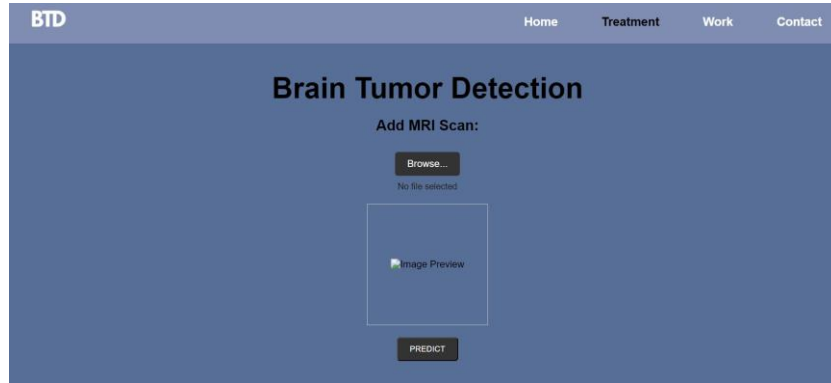 BTD
Home Treatment Work Contact
Brain Tumor Detection
Add MRI Scan:
Browse...
No file selected
Image Preview
PREDICT